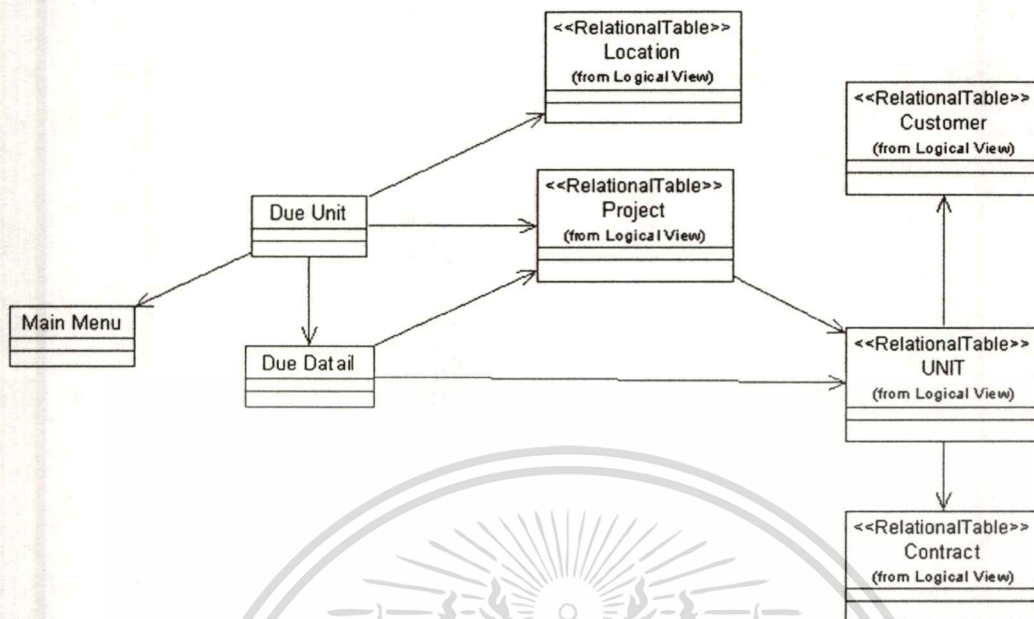 <<RelationalTable>>
Location
(from Logical View)
<<RelationalTable>>
Customer
(from Logical View)
<<RelationalTable>>
Project
(from Logical View)
Due Unit
Main Menu
Due Datail
<<RelationalTable>>
UNIT
(from Logical View)
<<RelationalTable>>
Contract
(from Logical View)